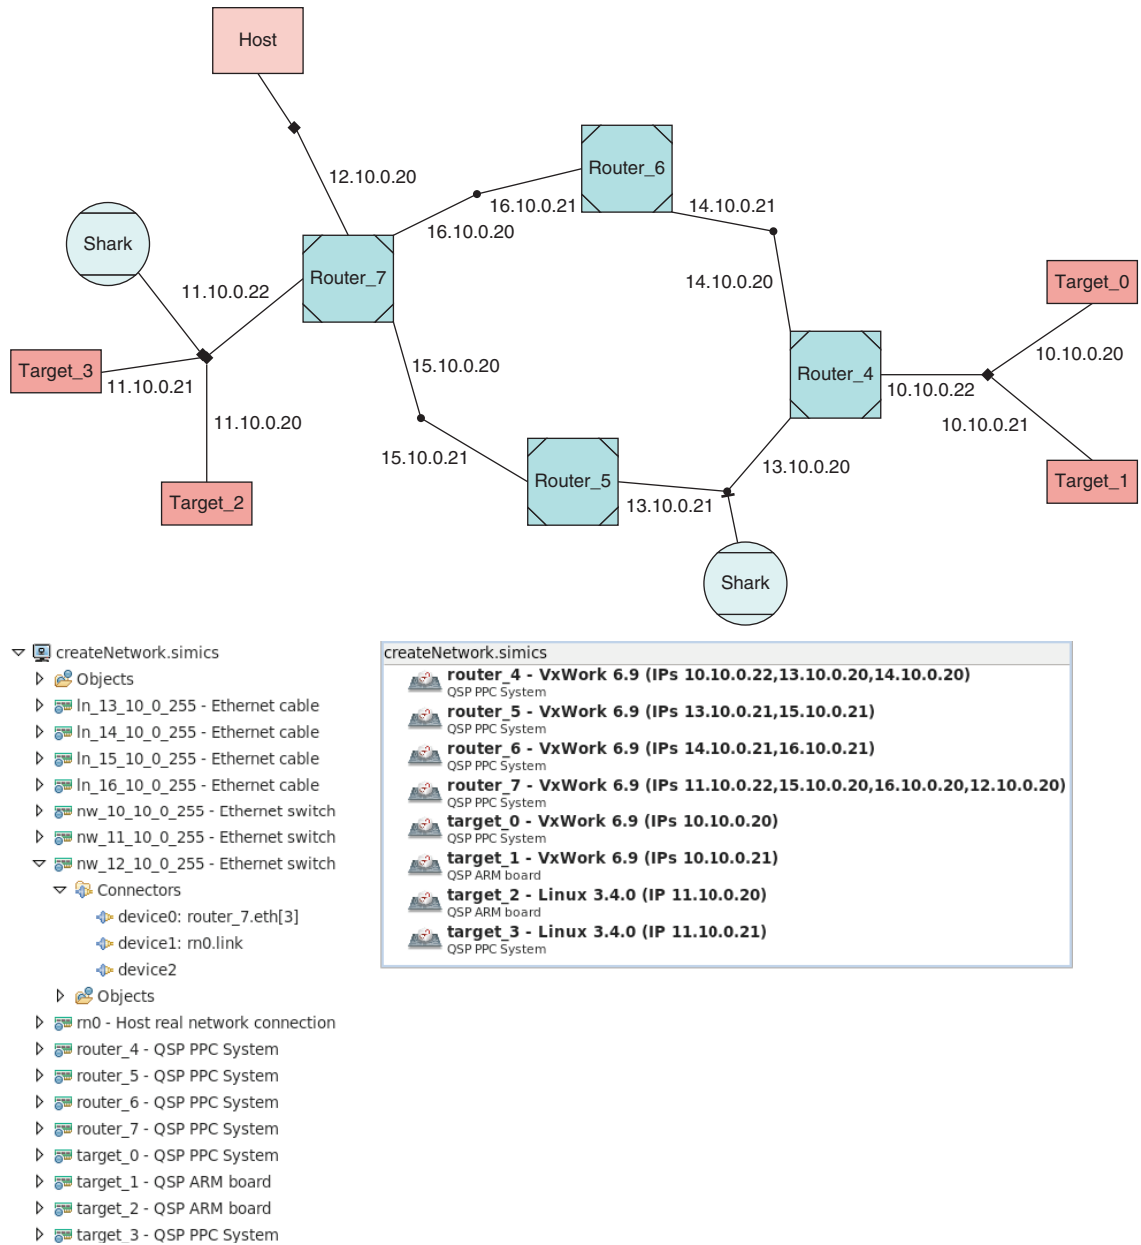 Host
12.10.0.20
Router_6
16.10.0.21
14.10.0.21
16.10.0.20
Shark
Router_7
11.10.0.22
14.10.0.20
Target_0
10.10.0.20
Target_3
11.10.0.21
15.10.0.20
Router_4
10.10.0.22
11.10.0.20
10.10.0.21
15.10.0.21
13.10.0.20
Router_5
Target_1
Target_2
13.10.0.21
Shark
createNetwork.simics
Objects
ln_13_10_0_255 - Ethernet cable
ln_14_10_0_255 - Ethernet cable
ln_15_10_0_255 - Ethernet cable
ln_16_10_0_255 - Ethernet cable
nw_10_10_0_255 - Ethernet switch
nw_11_10_0_255 - Ethernet switch
nw_12_10_0_255 - Ethernet switch
Connectors
device0: router_7.eth[3]
device1: rn0.link
device2
Objects
rn0 - Host real network connection
router_4 - QSP PPC System
router_5 - QSP PPC System
router_6 - QSP PPC System
router_7 - QSP PPC System
target_0 - QSP PPC System
target_1 - QSP ARM board
target_2 - QSP ARM board
target_3 - QSP PPC System
createNetwork.simics
router_4 - VxWork 6.9 (IPs 10.10.0.22,13.10.0.20,14.10.0.20)
QSP PPC System
router_5 - VxWork 6.9 (IPs 13.10.0.21,15.10.0.21)
QSP PPC System
router_6 - VxWork 6.9 (IPs 14.10.0.21,16.10.0.21)
QSP PPC System
router_7 - VxWork 6.9 (IPs 11.10.0.22,15.10.0.20,16.10.0.20,12.10.0.20)
QSP PPC System
target_0 - VxWork 6.9 (IPs 10.10.0.20)
QSP PPC System
target_1 - VxWork 6.9 (IPs 10.10.0.21)
QSP ARM board
target_2 - Linux 3.4.0 (IP 11.10.0.20)
QSP ARM board
target_3 - Linux 3.4.0 (IP 11.10.0.21)
QSP PPC System